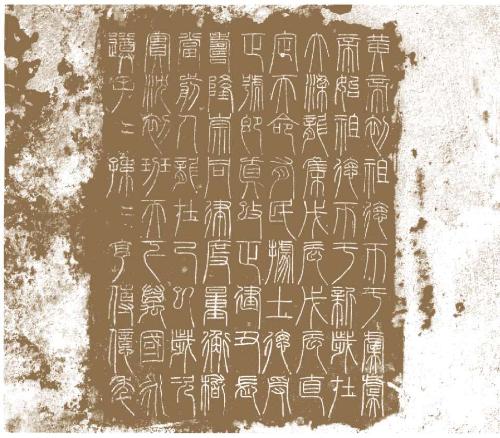 黃帝初祖德帀于虞虞
帝始祖德帀于新歲在
大梁龍集戊辰戊辰直
定天命有民據土德受
正號即真改正建丑長
壽隆崇同律度量衡稽
當前人龍在己巳歲次
實沈初班天下萬國永
遵子〻孫〻亨傳億年